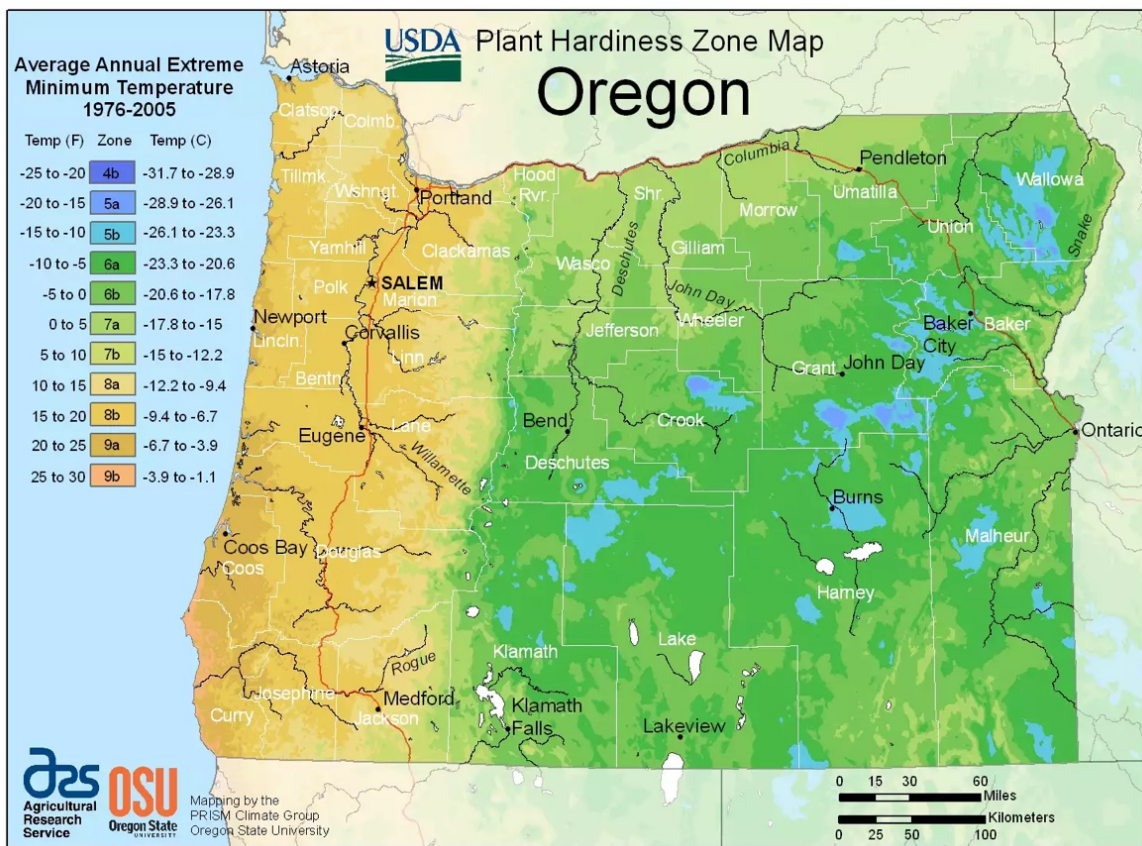 USDA Plant Hardiness Zone Map
Oregon
Average Annual Extreme
Minimum Temperature
1976-2005
Temp (F) Zone Temp (C)
-25 to -20 4b -31.7 to -28.9
-20 to -15 5a -28.9 to -26.1
-15 to -10 5b -26.1 to -23.3
-10 to -5 6a -23.3 to -20.6
-5 to 0 6b -20.6 to -17.8
0 to 5 7a -17.8 to -15
5 to 10 7b -15 to -12.2
10 to 15 8a -12.2 to -9.4
15 to 20 8b -9.4 to -6.7
20 to 25 9a -6.7 to -3.9
25 to 30 9b -3.9 to -1.1
Astoria
Clatsop
Colmb.
Tillmk.
Wshngt.
Portland
Hood
Rvr.
Shr.
Columbia
Pendleton
Umatilla
Morrow
Wallowa
Union
Snake
Yamhill
Clackamas
Wasco
Deschutes
Gilliam
Polk
SALEM
Marion
John Day
Newport
Lincln.
Corvallis
Linn
Jefferson
Wheeler
Baker
City
Baker
Bentn.
Grant
John Day
Eugene
Lane
Willamette
Bend
Crook
Deschutes
Ontario
Burns
Malheur
Coos Bay
Coos
Douglas
Harney
Klamath
Lake
Rogue
Josephine
Medford
Jackson
Curry
Klamath
Falls
Lakeview
ars
Agricultural
Research
Service
OSU
Oregon State
UNIVERSITY
Mapping by the
PRISM Climate Group
Oregon State University
0 15 30 60
Miles
Kilometers
0 25 50 100